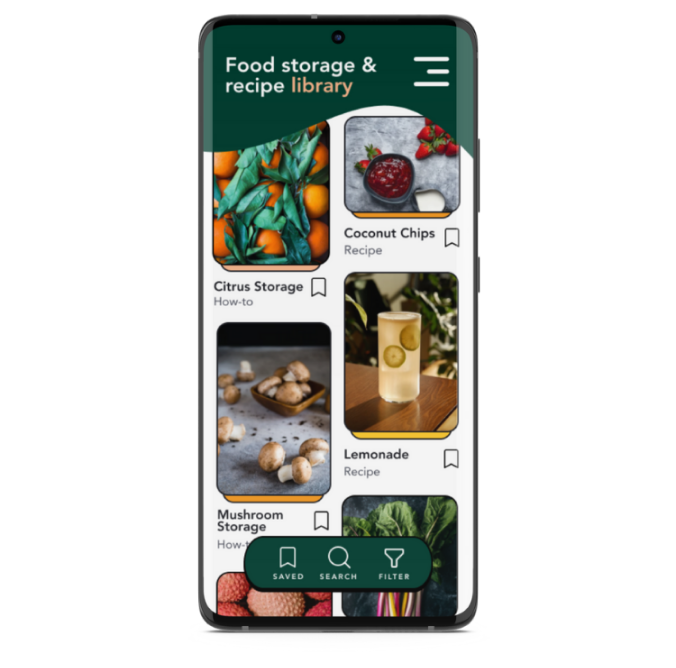 Food storage &
recipe library
Coconut Chips
Recipe
Citrus Storage
How-to
Lemonade
Recipe
Mushroom
Storage
How-t
SAVED SEARCH FILTER